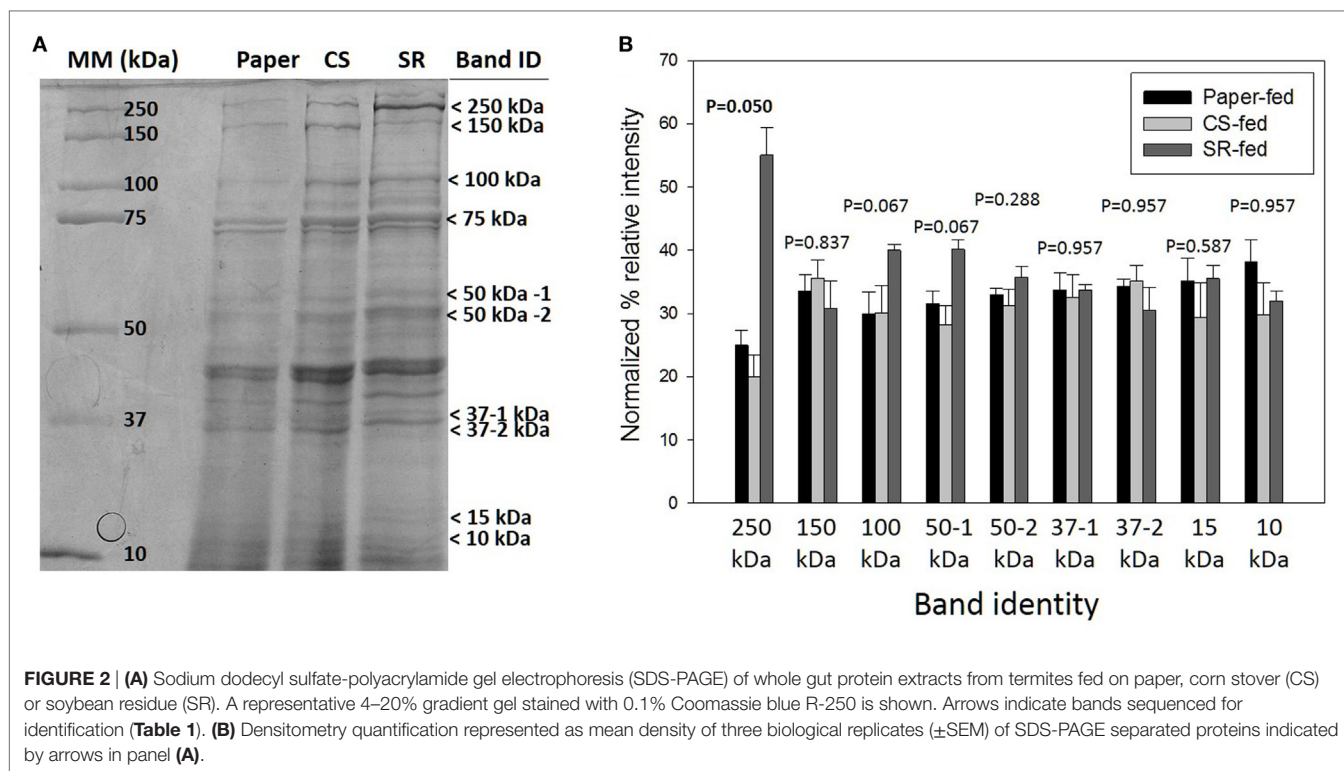 A
MM (kDa) Paper CS SR Band ID
250
150
100
75
50
37
10
< 250 kDa
< 150 kDa
< 100 kDa
< 75 kDa
< 50 kDa -1
< 50 kDa -2
< 37-1 kDa
< 37-2 kDa
< 15 kDa
< 10 kDa
B
Normalized % relative intensity
70
60
50
40
30
20
10
0
Paper-fed
CS-fed
SR-fed
P=0.050
P=0.837
P=0.067
P=0.067
P=0.288
P=0.957
P=0.957
P=0.587
P=0.957
250 150 100 50-1 50-2 37-1 37-2 15 10
kDa kDa kDa kDa kDa kDa kDa kDa kDa
Band identity
FIGURE 2 | (A) Sodium dodecyl sulfate-polyacrylamide gel electrophoresis (SDS-PAGE) of whole gut protein extracts from termites fed on paper, corn stover (CS)
or soybean residue (SR). A representative 4–20% gradient gel stained with 0.1% Coomassie blue R-250 is shown. Arrows indicate bands sequenced for
identification (Table 1). (B) Densitometry quantification represented as mean density of three biological replicates (±SEM) of SDS-PAGE separated proteins indicated
by arrows in panel (A).